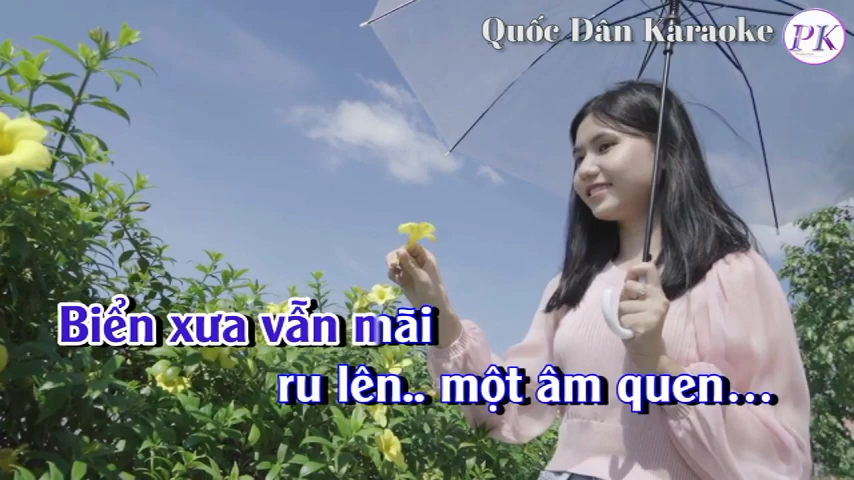 Quốc Dân Karaoke
PK
Biển xưa vẫn mãi
ru lên.. một âm quen...